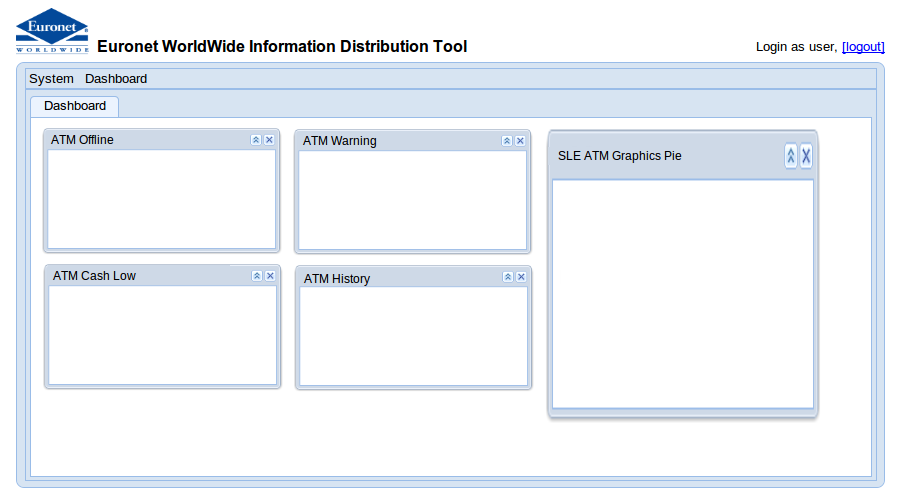 Euronet
WORLDWIDE
Euronet WorldWide Information Distribution Tool
Login as user, [logout]
System Dashboard
Dashboard
ATM Offline
ATM Warning
SLE ATM Graphics Pie
ATM Cash Low
ATM History